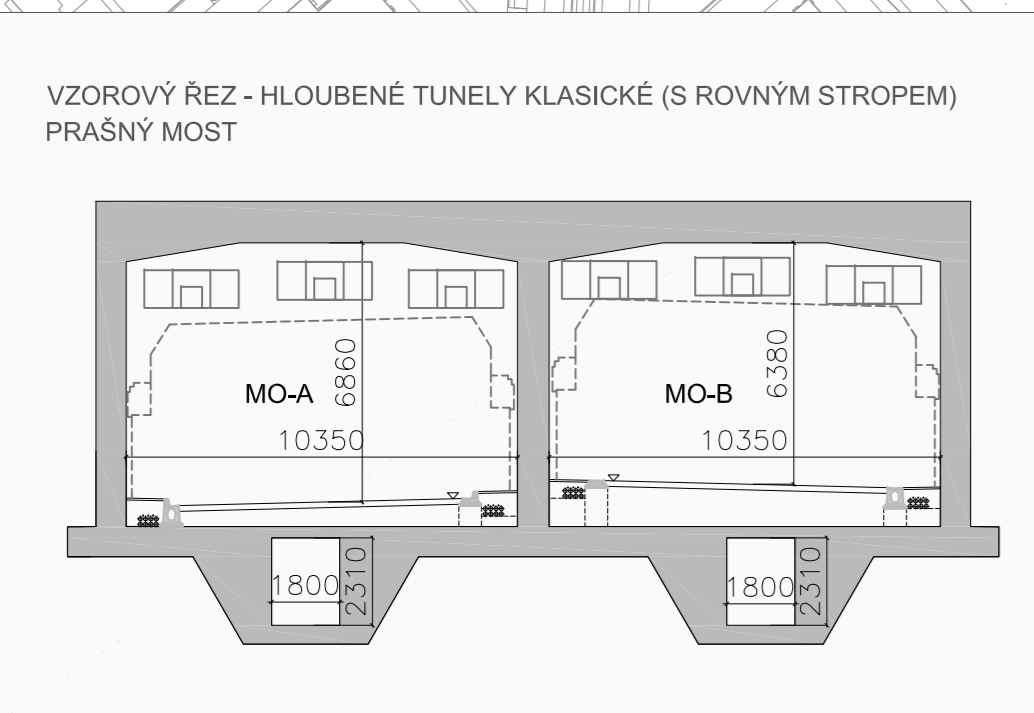 VZOROVÝ ŘEZ - HLOUBENÉ TUNELY KLASICKÉ (S ROVNÝM STROPEM)
PRAŠNÝ MOST
MO-A
6860
10350
MO-B
6380
10350
1800
2310
1800
2310